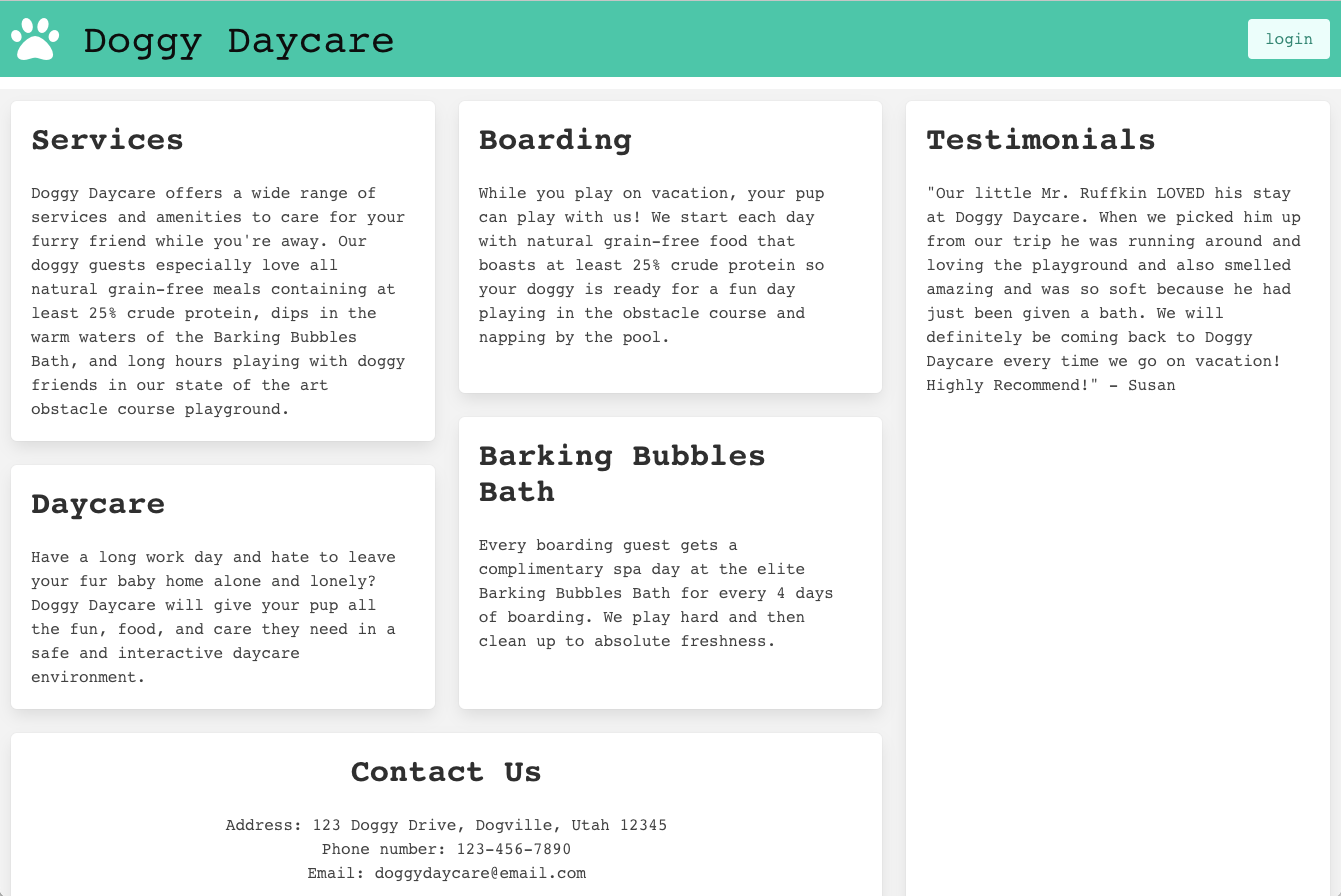 Doggy Daycare
login
Services
Doggy Daycare offers a wide range of
services and amenities to care for your
furry friend while you're away. Our
doggy guests especially love all
natural grain-free meals containing at
least 25% crude protein, dips in the
warm waters of the Barking Bubbles
Bath, and long hours playing with doggy
friends in our state of the art
obstacle course playground.
Daycare
Have a long work day and hate to leave
your fur baby home alone and lonely?
Doggy Daycare will give your pup all
the fun, food, and care they need in a
safe and interactive daycare
environment.
Boarding
While you play on vacation, your pup
can play with us! We start each day
with natural grain-free food that
boasts at least 25% crude protein so
your doggy is ready for a fun day
playing in the obstacle course and
napping by the pool.
Barking Bubbles
Bath
Every boarding guest gets a
complimentary spa day at the elite
Barking Bubbles Bath for every 4 days
of boarding. We play hard and then
clean up to absolute freshness.
Testimonials
"Our little Mr. Ruffkin LOVED his stay
at Doggy Daycare. When we picked him up
from our trip he was running around and
loving the playground and also smelled
amazing and was so soft because he had
just been given a bath. We will
definitely be coming back to Doggy
Daycare every time we go on vacation!
Highly Recommend!" - Susan
Contact Us
Address: 123 Doggy Drive, Dogville, Utah 12345
Phone number: 123-456-7890
Email: doggydaycare@email.com